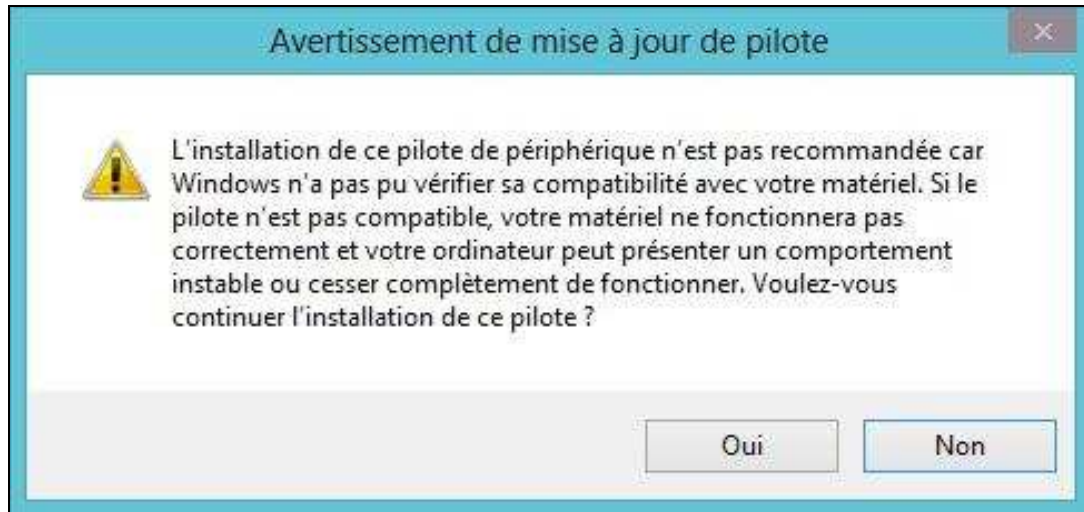 Avertissement de mise à jour de pilote
L'installation de ce pilote de périphérique n'est pas recommandée car
Windows n'a pas pu vérifier sa compatibilité avec votre matériel. Si le
pilote n'est pas compatible, votre matériel ne fonctionnera pas
correctement et votre ordinateur peut présenter un comportement
instable ou cesser complètement de fonctionner. Voulez-vous
continuer l'installation de ce pilote ?
Oui
Non